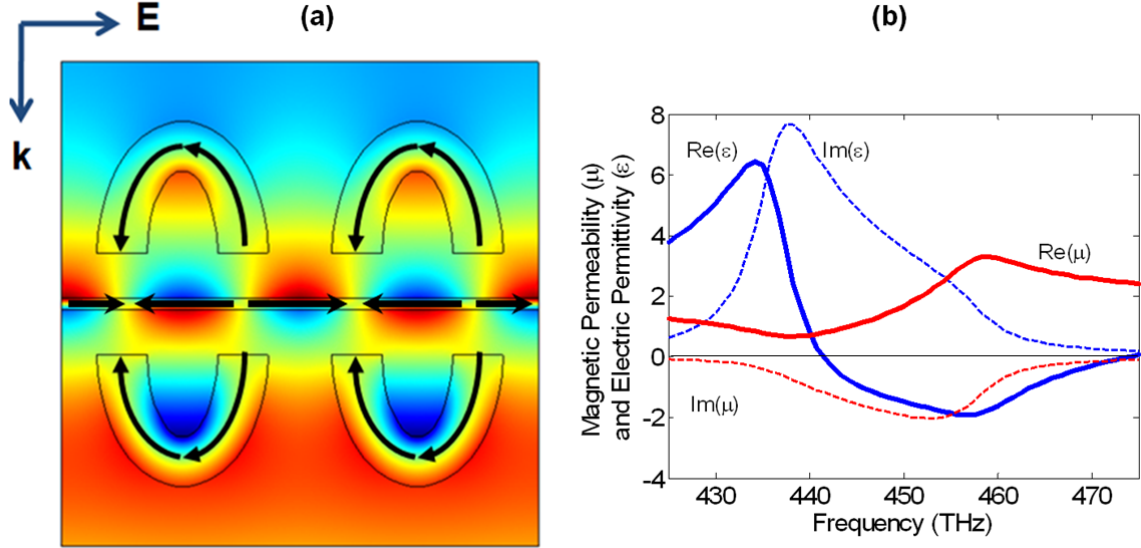 (a)
E
k
(b)
Magnetic Permeability (μ)
and Electric Permittivity (ε)
8
6
4
2
0
-2
-4
Re(ε)
Im(ε)
Re(μ)
Im(μ)
430
440
450
460
470
Frequency (THz)